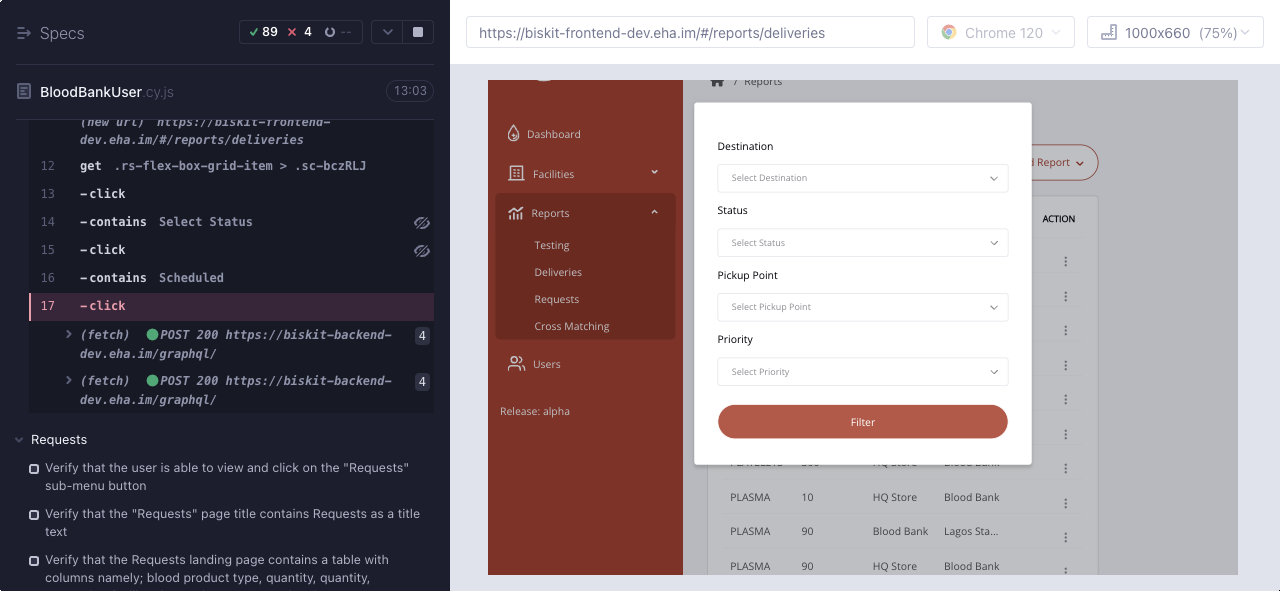 Specs
89 4 --
https://biskit-frontend-dev.eha.im/#/reports/deliveries
Chrome 120
1000x660 (75%)
BloodBankUser.cy.js
13:03
(new url) https://biskit-frontend-
dev.eha.im/#/reports/deliveries
12 get .rs-flex-box-grid-item > .sc-bczRLJ
13 -click
14 -contains Select Status
15 -click
16 -contains Scheduled
17 -click
(fetch) POST 200 https://biskit-backend-
dev.eha.im/graphql/
4
(fetch) POST 200 https://biskit-backend-
dev.eha.im/graphql/
4
Requests
Verify that the user is able to view and click on the "Requests"
sub-menu button
Verify that the "Requests" page title contains Requests as a title
text
Verify that the Requests landing page contains a table with
columns namely; blood product type, quantity, quantity,
/ Reports
Dashboard
Facilities
Reports
Testing
Deliveries
Requests
Cross Matching
Users
Release: alpha
Destination
Select Destination
Status
Select Status
Pickup Point
Select Pickup Point
Priority
Select Priority
Filter
Report
ACTION
HQ Store Blood Bank
PLASMA 10 HQ Store Blood Bank
PLASMA 90 Blood Bank Lagos Sta...
PLASMA 90 HQ Store Blood Bank